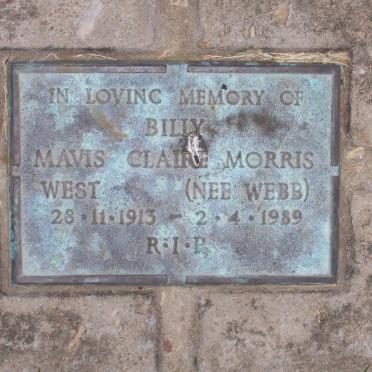 IN LOVING MEMORY OF
BILLY
MAVIS CLAIRE MORRIS
WEST (NEE WEBB)
28·11·1913 - 2·4·1989
R·I·P